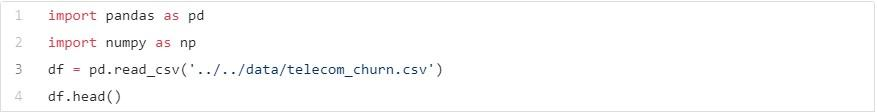 1 import pandas as pd
2 import numpy as np
3 df = pd.read_csv('../../data/telecom_churn.csv')
4 df.head()